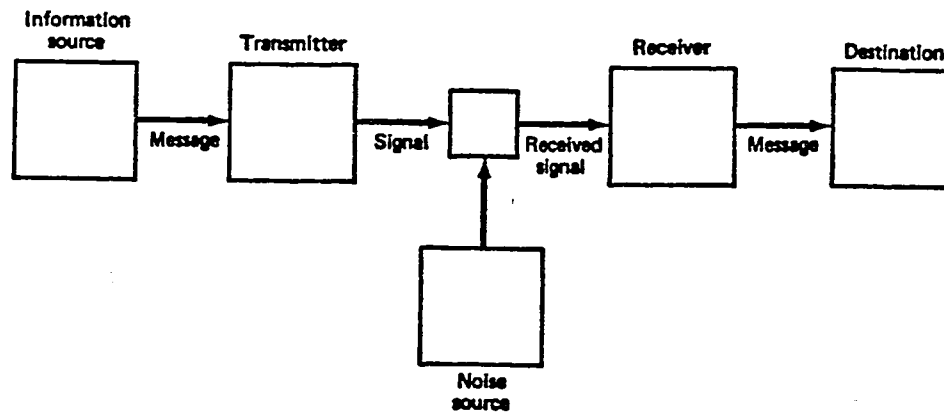 Information
source
Transmitter
Receiver
Destination
Message
Signal
Received
signal
Message
Noise
source